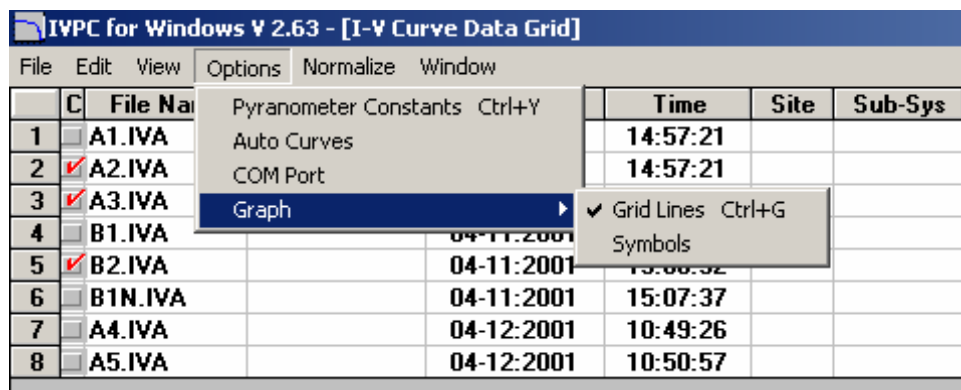 IVPC for Windows V 2.63 - [I-V Curve Data Grid]
File Edit View Options Normalize Window
C File Time Site Sub-Sys
Pyranometer Constants Ctrl+Y
Auto Curves
COM Port
Graph
Grid Lines Ctrl+G
Symbols
1 A1.IVA 14:57:21
2 A2.IVA 14:57:21
3 A3.IVA
4 B1.IVA
5 B2.IVA 04-11:2001
6 B1N.IVA 04-11:2001 15:07:37
7 A4.IVA 04-12:2001 10:49:26
8 A5.IVA 04-12:2001 10:50:57